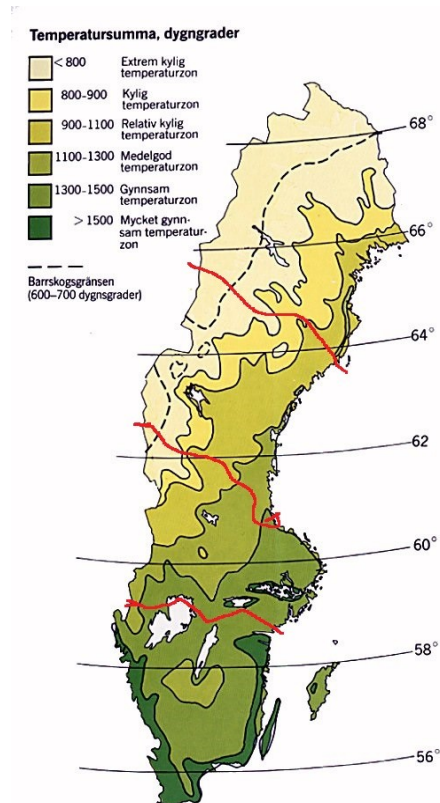 Temperatursumma, dygngrader
< 800 Extrem kylig
temperaturzon
800-900 Kylig
temperaturzon
900-1100 Relativ kylig
temperaturzon
1100-1300 Medelgod
temperaturzon
1300-1500 Gynnsam
temperaturzon
> 1500 Mycket gynn-
sam temperatur-
zon
Barrskogsgränsen
(600–700 dygnsgrader)
68°
66°
64°
62
60°
58°
56°